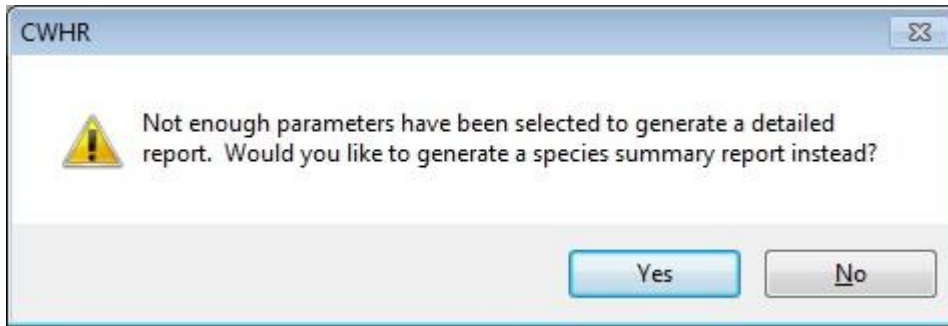 CWHR
Not enough parameters have been selected to generate a detailed
report.  Would you like to generate a species summary report instead?
Yes
No